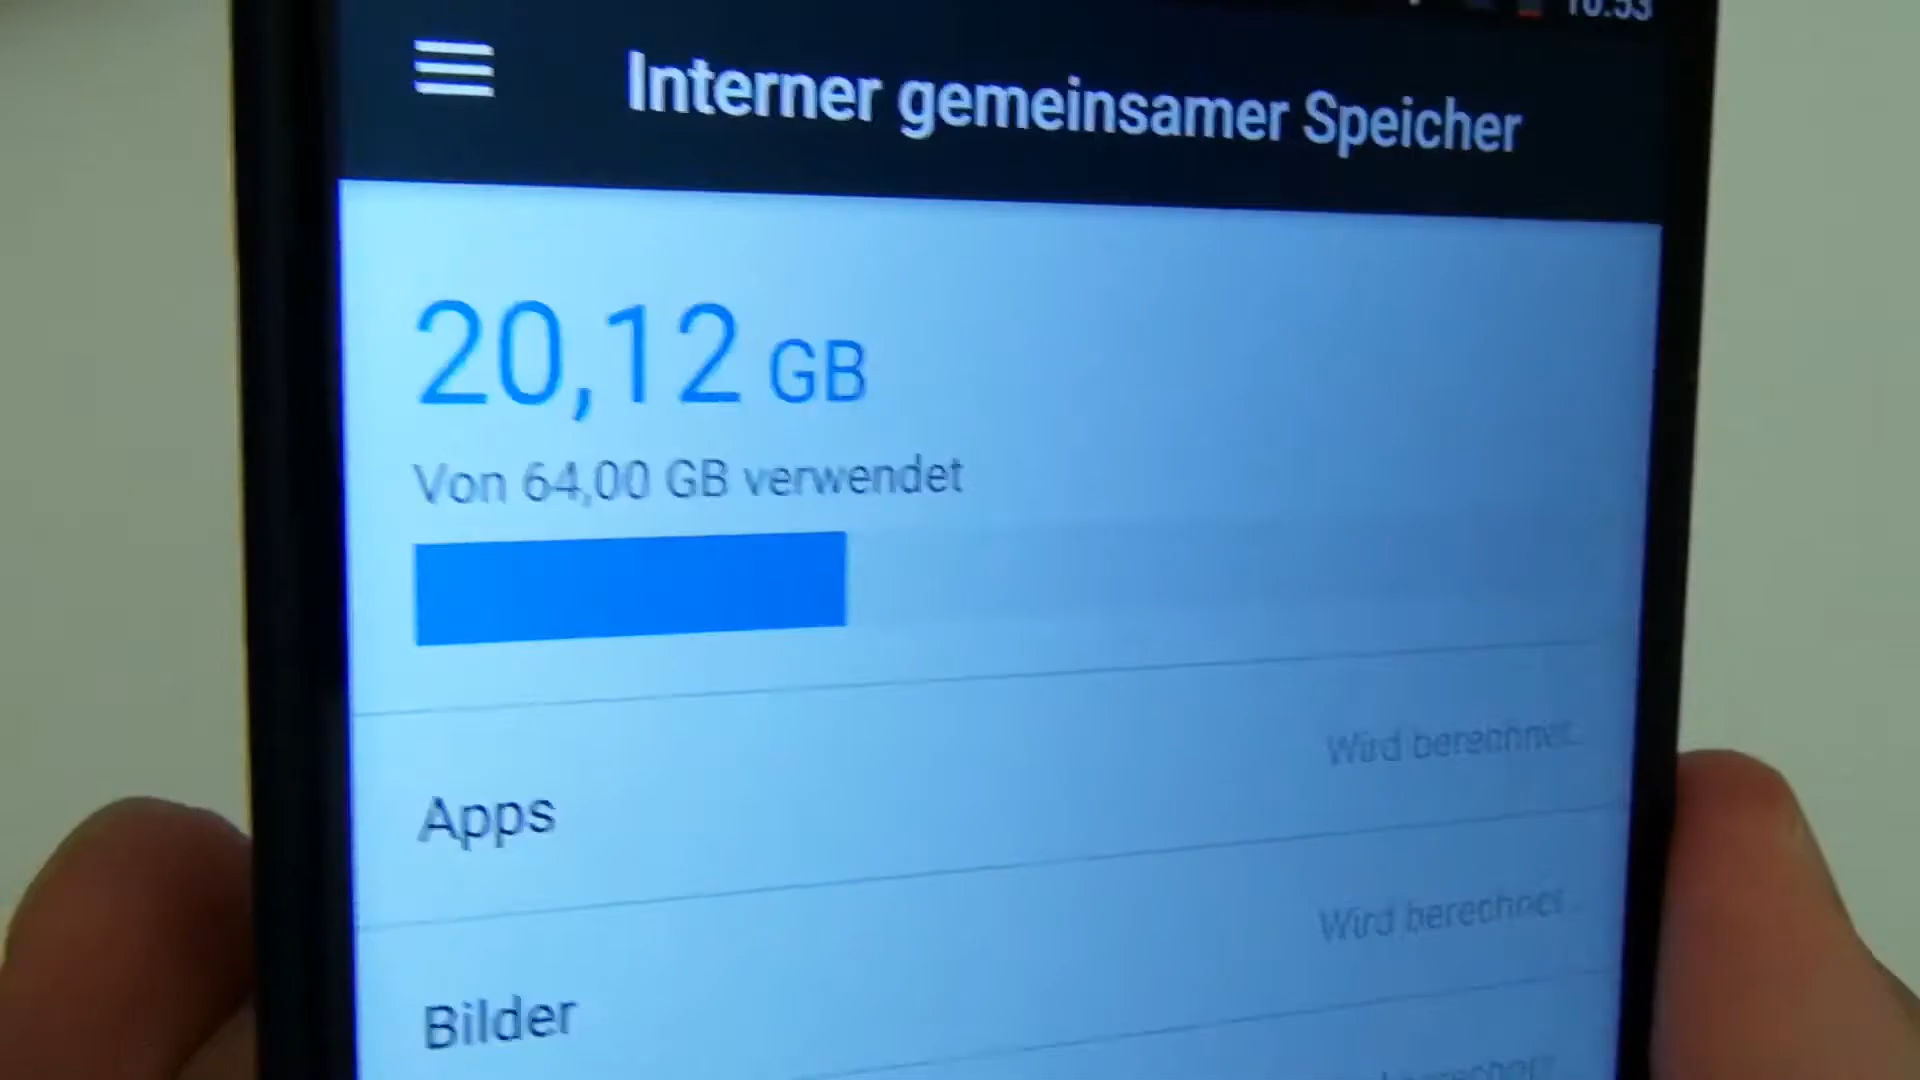 Interner gemeinsamer Speicher
20,12 GB
Von 64,00 GB verwendet
Apps
Wird berechnet...
Bilder
Wird berechnet...